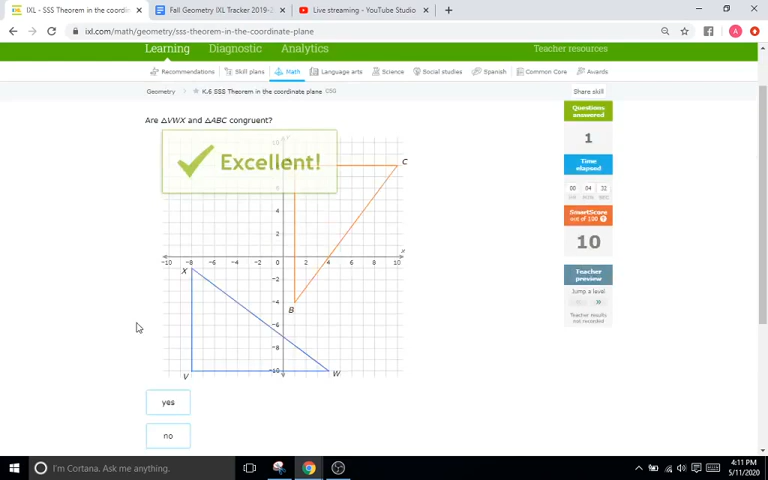 IXL - SSS Theorem in the coordin
Fall Geometry IXL Tracker 2019-2
Live streaming - YouTube Studio
ixl.com/math/geometry/sss-theorem-in-the-coordinate-plane
Learning Diagnostic Analytics Teacher resources
Recommendations Skill plans Math Language arts Science Social studies Spanish Common Core Awards
Geometry K.6 SSS Theorem in the coordinate plane CSG Share skill
Questions answered
1
Time elapsed
00 04 32
HR MIN SEC
SmartScore
out of 100 ?
10
Teacher preview
Jump a level
Teacher results not recorded
Are △VWX and △ABC congruent?
Excellent!
10
C
6
4
2
-10 -8 -6 -4 -2 0 2 4 6 8 10
x
X
-2
-4
B
-6
-8
-10
V
W
yes
no
I'm Cortana. Ask me anything.
4:11 PM
5/11/2020